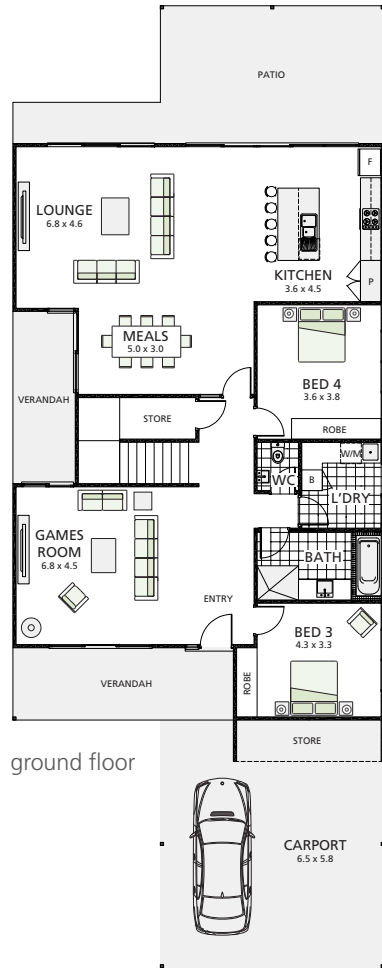 PATIO
F
LOUNGE
6.8 x 4.6
KITCHEN
3.6 x 4.5
P
MEALS
5.0 x 3.0
VERANDAH
BED 4
3.6 x 3.8
STORE
ROBE
W/M
WC
B
L'DRY
GAMES
ROOM
6.8 x 4.5
BATH
ENTRY
BED 3
4.3 x 3.3
ROBE
VERANDAH
STORE
ground floor
CARPORT
6.5 x 5.8